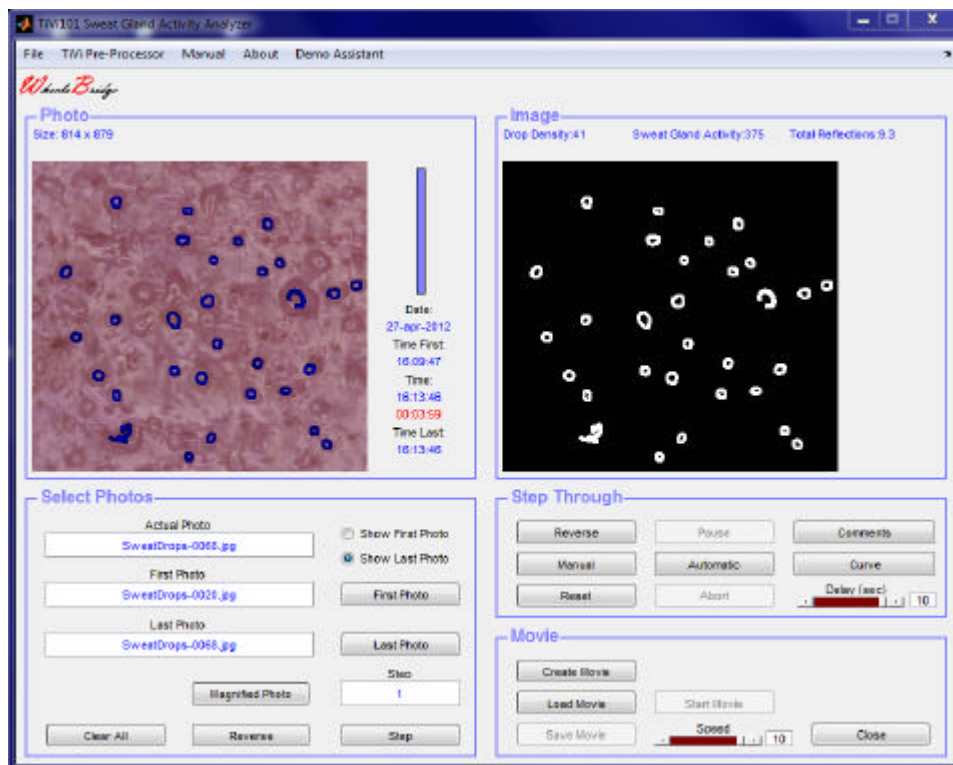 TiVi101 Sweat Gland Activity Analyzer
File TiVi Pre-Processor Manual About Demo Assistant
WheelsBridge
Photo
Size: 814 x 879
Date:
27-apr-2012
Time First:
16:09:47
Time:
16:13:46
00:03:59
Time Last:
16:13:46
Image
Drop Density:41 Sweat Gland Activity:375 Total Reflections:9.3
Select Photos
Actual Photo
SweatDrops-0068.jpg
Show First Photo
Show Last Photo
First Photo
SweatDrops-0028.jpg
First Photo
Last Photo
SweatDrops-0068.jpg
Last Photo
Step
Magnified Photo
1
Clear All Reverse Step
Step Through
Reverse Pause Comments
Manual Automatic Curve
Reset Abort Delay (sec)
10
Movie
Create Movie
Load Movie Start Movie
Save Movie Speed 10 Close